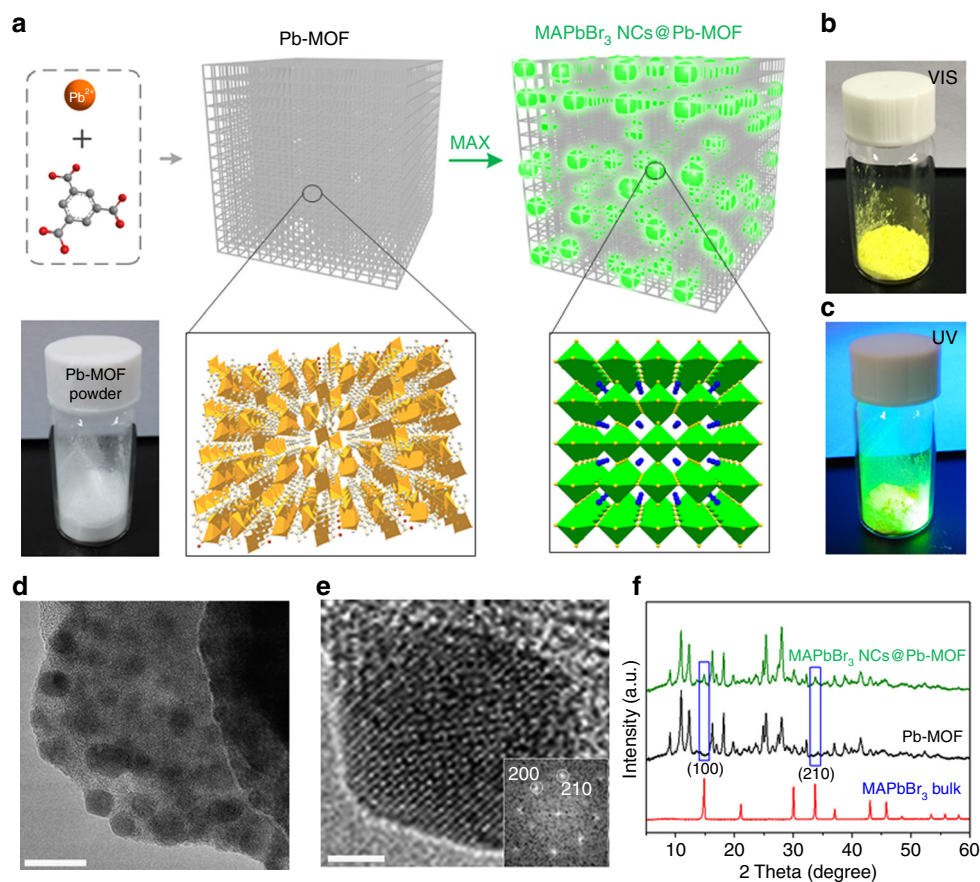 a
Pb-MOF
MAPbBr₃ NCs@Pb-MOF
b
VIS
Pb²⁺
+
MAX
c
UV
Pb-MOF
powder
d
e
200
210
f
Intensity (a.u.)
MAPbBr₃ NCs@Pb-MOF
Pb-MOF
(100)
(210)
MAPbBr₃ bulk
10 20 30 40 50 60
2 Theta (degree)